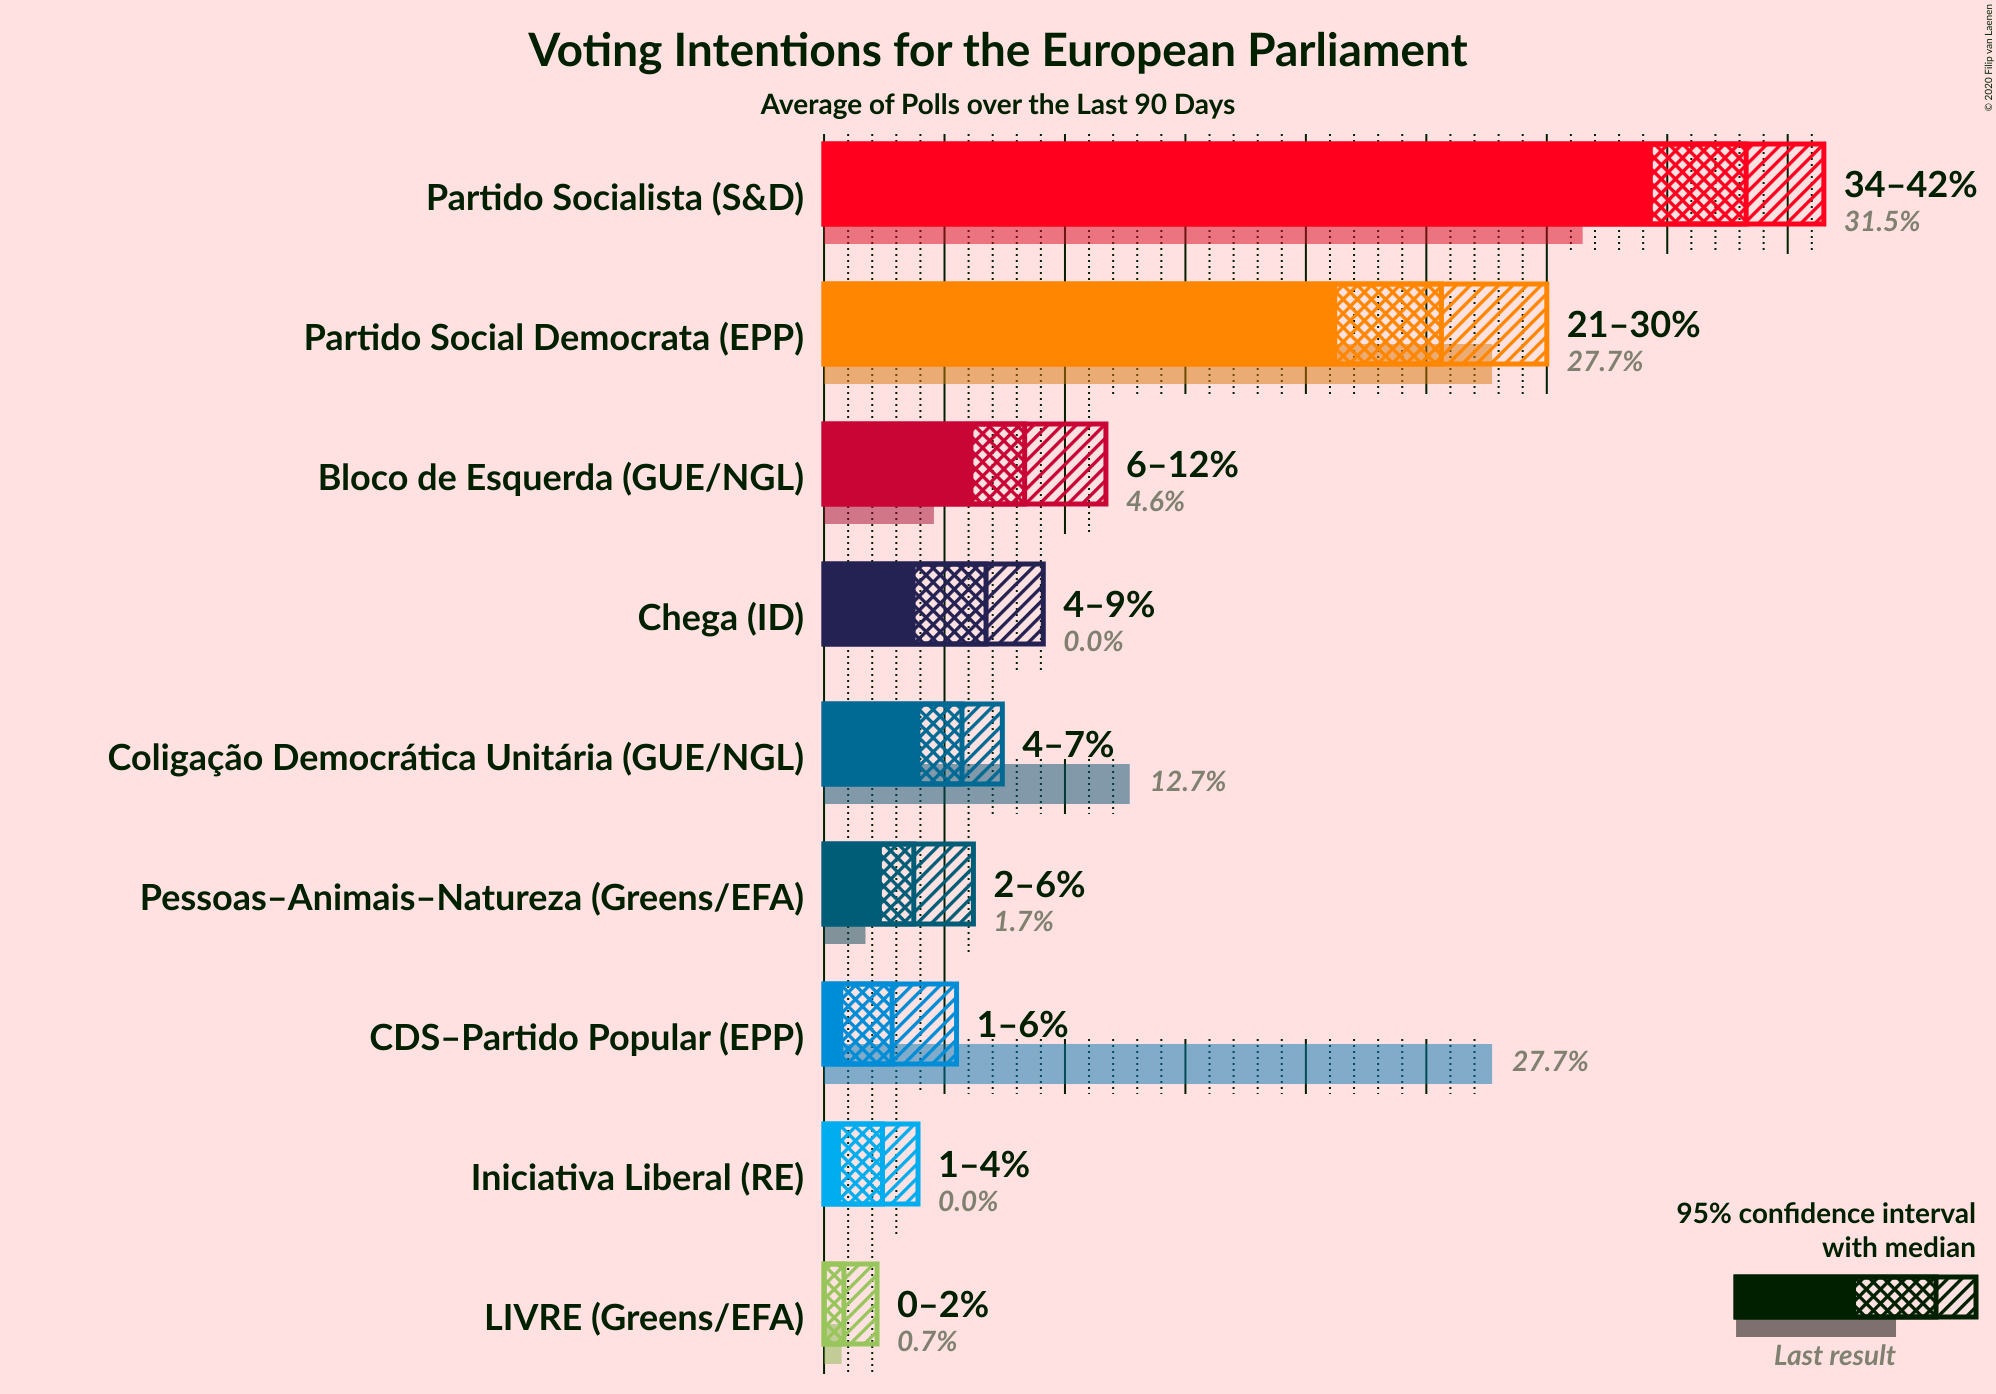 © 2020 Filip van Laenen
Voting Intentions for the European Parliament
Average of Polls over the Last 90 Days
Partido Socialista (S&D)
34–42%
31.5%
Partido Social Democrata (EPP)
21–30%
27.7%
Bloco de Esquerda (GUE/NGL)
6–12%
4.6%
Chega (ID)
4–9%
0.0%
Coligação Democrática Unitária (GUE/NGL)
4–7%
12.7%
Pessoas–Animais–Natureza (Greens/EFA)
2–6%
1.7%
CDS–Partido Popular (EPP)
1–6%
27.7%
Iniciativa Liberal (RE)
1–4%
0.0%
LIVRE (Greens/EFA)
0–2%
0.7%
95% confidence interval
with median
Last result